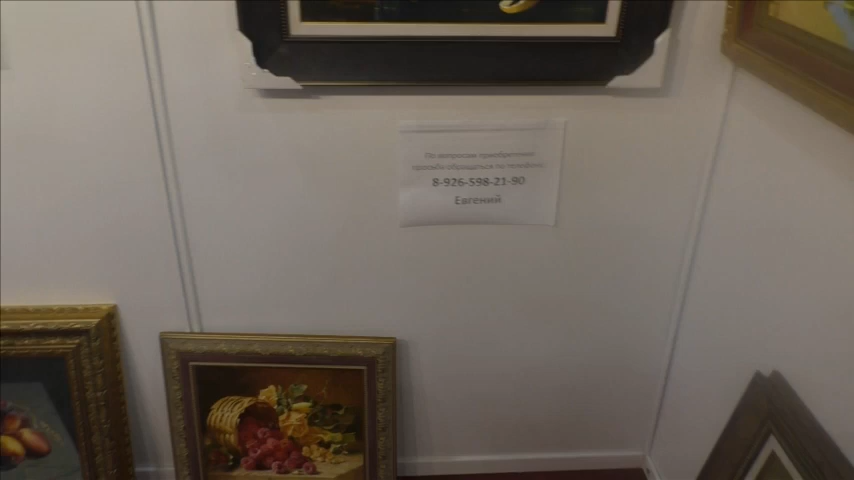 По вопросам приобретения
просьба обращаться по телефону
8-926-598-21-90
Евгений